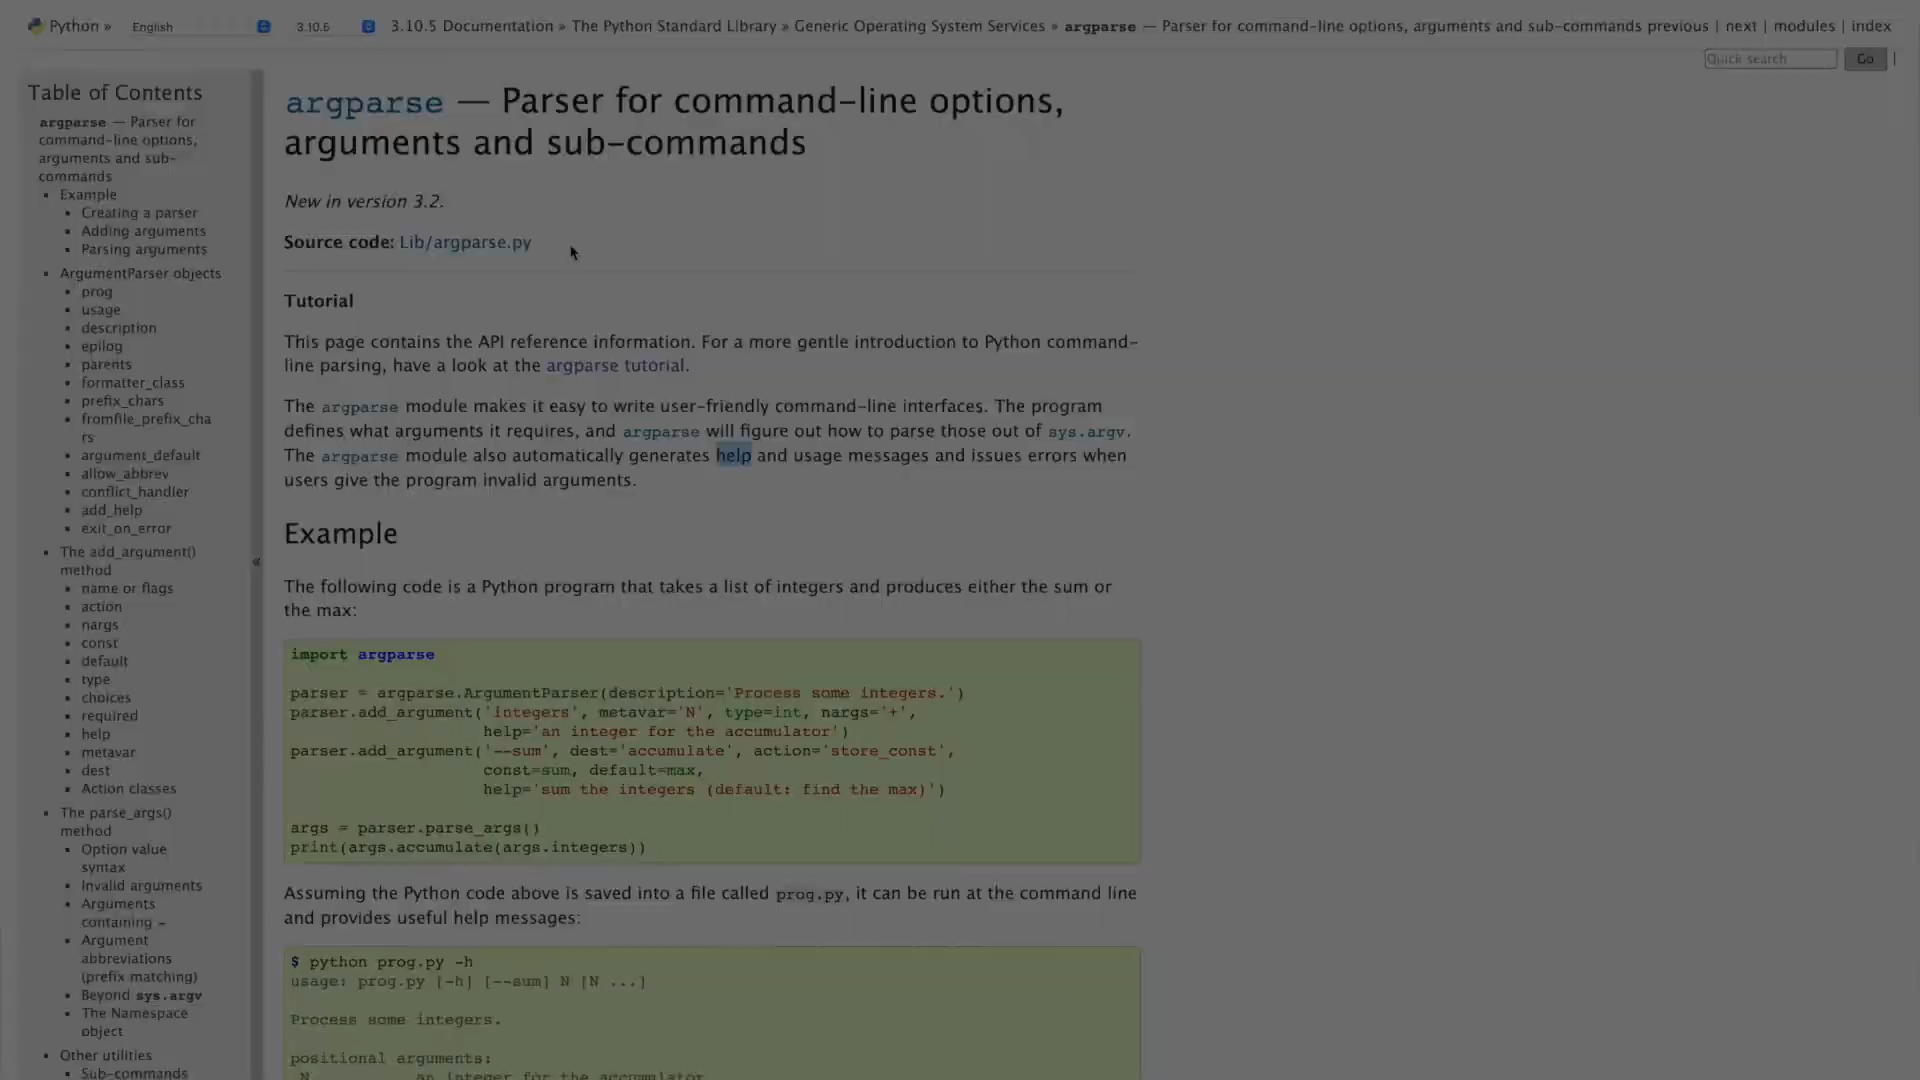 Python » English 3.10.5 3.10.5 Documentation » The Python Standard Library » Generic Operating System Services » argparse — Parser for command-line options, arguments and sub-commands previous | next | modules | index
Quick search Go |
Table of Contents
argparse — Parser for
command-line options,
arguments and sub-
commands
Example
Creating a parser
Adding arguments
Parsing arguments
ArgumentParser objects
prog
usage
description
epilog
parents
formatter_class
prefix_chars
fromfile_prefix_cha
rs
argument_default
allow_abbrev
conflict_handler
add_help
exit_on_error
The add_argument()
method
name or flags
action
nargs
const
default
type
choices
required
help
metavar
dest
Action classes
The parse_args()
method
Option value
syntax
Invalid arguments
Arguments
containing -
Argument
abbreviations
(prefix matching)
Beyond sys.argv
The Namespace
object
Other utilities
Sub-commands
«
argparse — Parser for command-line options,
arguments and sub-commands
New in version 3.2.
Source code: Lib/argparse.py
Tutorial
This page contains the API reference information. For a more gentle introduction to Python command-
line parsing, have a look at the argparse tutorial.
The argparse module makes it easy to write user-friendly command-line interfaces. The program
defines what arguments it requires, and argparse will figure out how to parse those out of sys.argv.
The argparse module also automatically generates help and usage messages and issues errors when
users give the program invalid arguments.
Example
The following code is a Python program that takes a list of integers and produces either the sum or
the max:
import argparse
parser = argparse.ArgumentParser(description='Process some integers.')
parser.add_argument('integers', metavar='N', type=int, nargs='+',
help='an integer for the accumulator')
parser.add_argument('--sum', dest='accumulate', action='store_const',
const=sum, default=max,
help='sum the integers (default: find the max)')
args = parser.parse_args()
print(args.accumulate(args.integers))
Assuming the Python code above is saved into a file called prog.py, it can be run at the command line
and provides useful help messages:
$ python prog.py -h
usage: prog.py [-h] [--sum] N [N ...]
Process some integers.
positional arguments:
N an integer for the accumulator